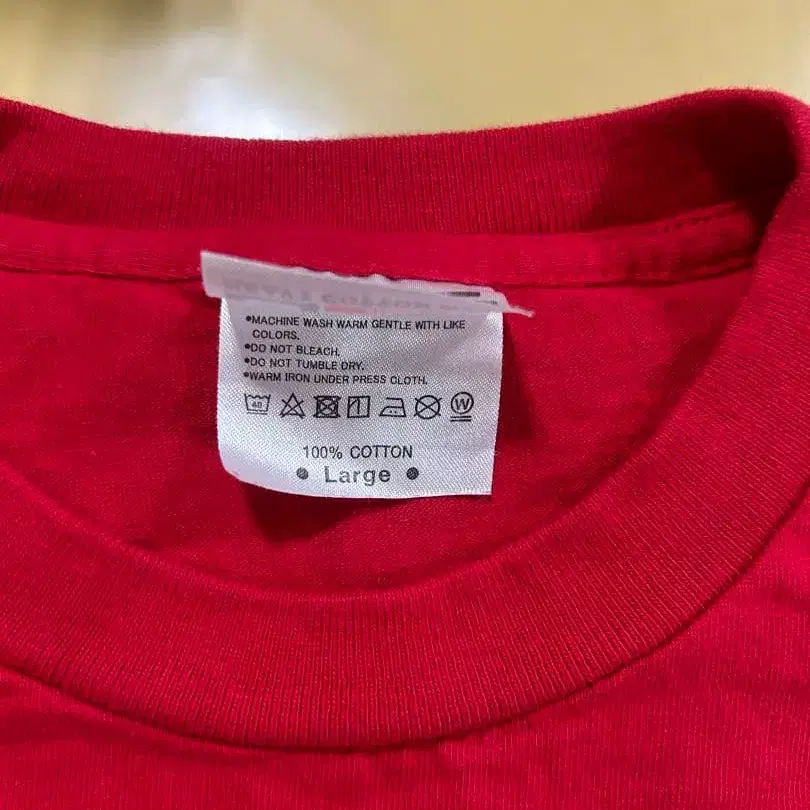 •MACHINE WASH WARM GENTLE WITH LIKE
COLORS.
•DO NOT BLEACH.
•DO NOT TUMBLE DRY.
•WARM IRON UNDER PRESS CLOTH.
40 W
100% COTTON
• Large •